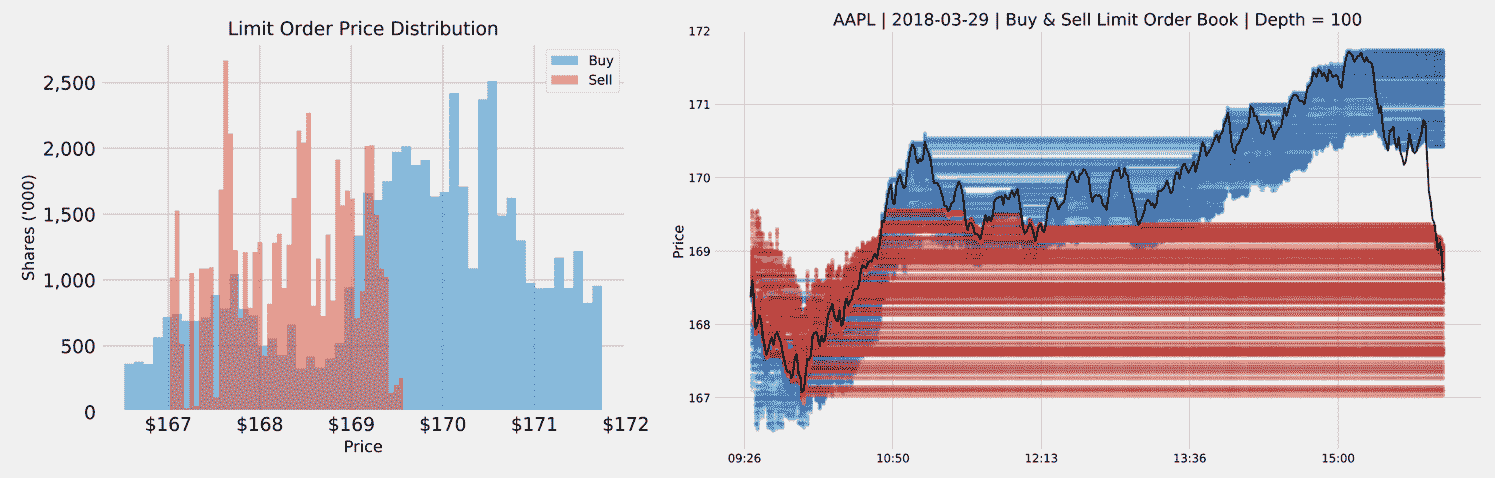 Limit Order Price Distribution
Buy
Sell
Shares ('000)
2,500
2,000
1,500
1,000
500
0
$167 $168 $169 $170 $171 $172
Price
AAPL | 2018-03-29 | Buy & Sell Limit Order Book | Depth = 100
Price
172
171
170
169
168
167
09:26 10:50 12:13 13:36 15:00